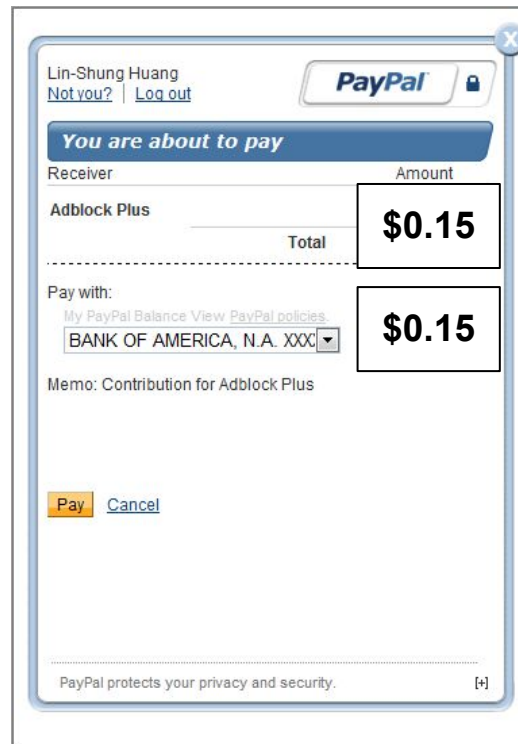 X
Lin-Shung Huang
Not you? | Log out
PayPal
You are about to pay
Receiver Amount
Adblock Plus
$0.15
Total
Pay with:
My PayPal Balance View PayPal policies.
BANK OF AMERICA, N.A. XXX
$0.15
Memo: Contribution for Adblock Plus
Pay Cancel
PayPal protects your privacy and security. [+]